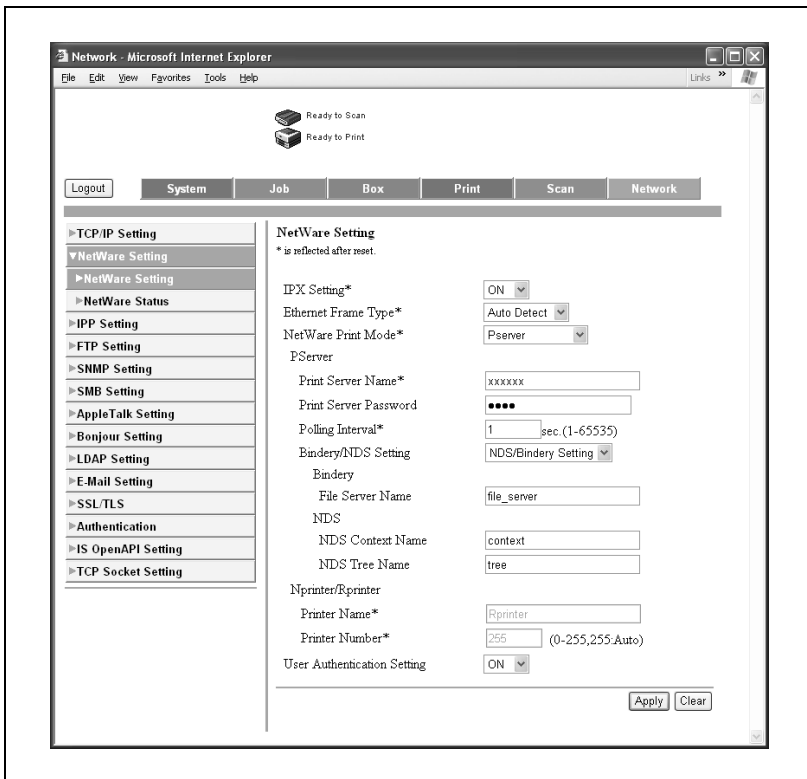 Network - Microsoft Internet Explorer
File Edit View Favorites Tools Help Links »
Ready to Scan
Ready to Print
Logout System Job Box Print Scan Network
▶TCP/IP Setting
▼NetWare Setting
▶NetWare Setting
▶NetWare Status
▶IPP Setting
▶FTP Setting
▶SNMP Setting
▶SMB Setting
▶AppleTalk Setting
▶Bonjour Setting
▶LDAP Setting
▶E-Mail Setting
▶SSL/TLS
▶Authentication
▶IS OpenAPI Setting
▶TCP Socket Setting
NetWare Setting
* is reflected after reset.
IPX Setting* ON
Ethernet Frame Type* Auto Detect
NetWare Print Mode* Pserver
PServer
Print Server Name* xxxxxx
Print Server Password ●●●●
Polling Interval* 1 sec.(1-65535)
Bindery/NDS Setting NDS/Bindery Setting
Bindery
File Server Name file_server
NDS
NDS Context Name context
NDS Tree Name tree
Nprinter/Rprinter
Printer Name* Rprinter
Printer Number* 255 (0-255,255:Auto)
User Authentication Setting ON
Apply Clear